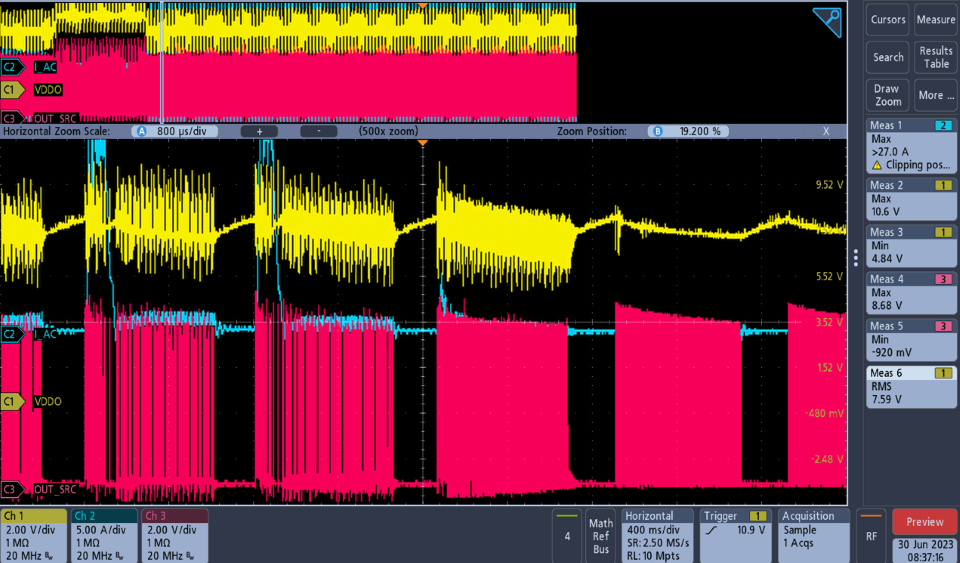 C2 I_AC
C1 VDDO
C3 OUT_SRC
Horizontal Zoom Scale: A 800 µs/div + - (500x zoom) Zoom Position: B 19.200 % X
9.52 V
5.52 V
C2 I_AC
3.52 V
1.52 V
C1 VDDO
-480 mV
-2.48 V
C3 OUT_SRC
Cursors Measure
Search Results Table
Draw Zoom More ...
Meas 1 2
Max
>27.0 A
Clipping pos...
Meas 2 1
Max
10.6 V
Meas 3 1
Min
4.84 V
Meas 4 3
Max
8.68 V
Meas 5 3
Min
-920 mV
Meas 6 1
RMS
7.59 V
Ch 1
2.00 V/div
1 MΩ
20 MHz BW
Ch 2
5.00 A/div
1 MΩ
20 MHz BW
Ch 3
2.00 V/div
1 MΩ
20 MHz BW
4
Math
Ref
Bus
Horizontal
400 ms/div
SR: 2.50 MS/s
RL: 10 Mpts
Trigger 1
10.9 V
Acquisition
Sample
1 Acqs
RF
Preview
30 Jun 2023
08:37:16